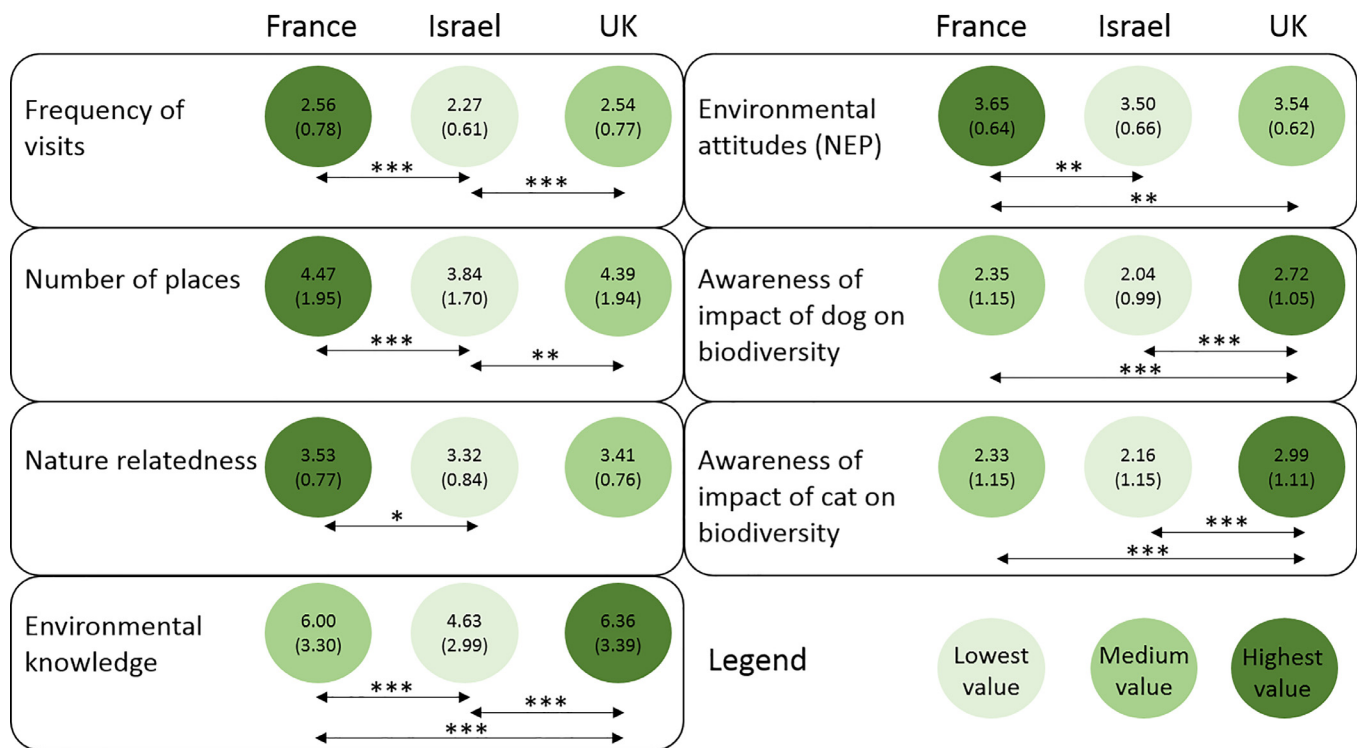 France Israel UK
France Israel UK
Frequency of
visits
2.56
(0.78)
2.27
(0.61)
2.54
(0.77)
***
***
Environmental
attitudes (NEP)
3.65
(0.64)
3.50
(0.66)
3.54
(0.62)
**
**
Number of places
4.47
(1.95)
3.84
(1.70)
4.39
(1.94)
***
**
Awareness of
impact of dog on
biodiversity
2.35
(1.15)
2.04
(0.99)
2.72
(1.05)
***
***
Nature relatedness
3.53
(0.77)
3.32
(0.84)
3.41
(0.76)
*
Awareness of
impact of cat on
biodiversity
2.33
(1.15)
2.16
(1.15)
2.99
(1.11)
***
***
Environmental
knowledge
6.00
(3.30)
4.63
(2.99)
6.36
(3.39)
***
***
***
Legend
Lowest
value
Medium
value
Highest
value